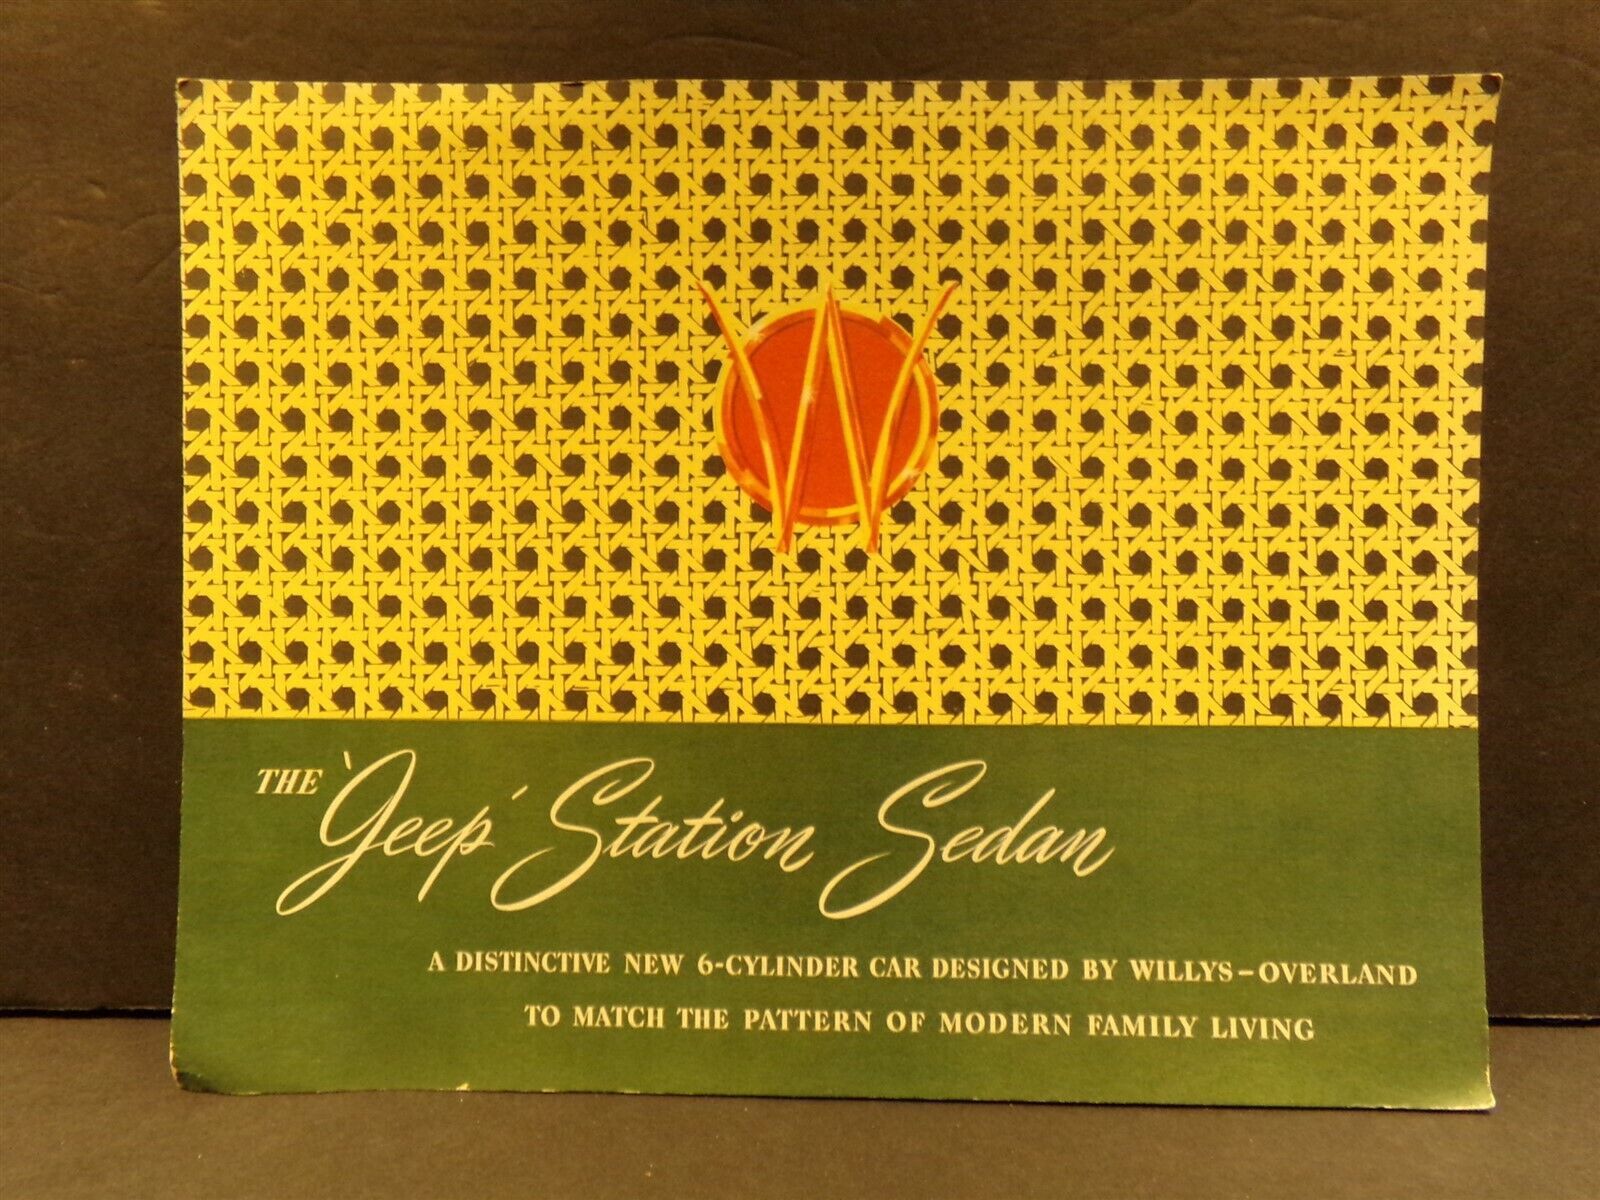 W
THE 'Jeep' Station Sedan
A DISTINCTIVE NEW 6-CYLINDER CAR DESIGNED BY WILLYS-OVERLAND
TO MATCH THE PATTERN OF MODERN FAMILY LIVING